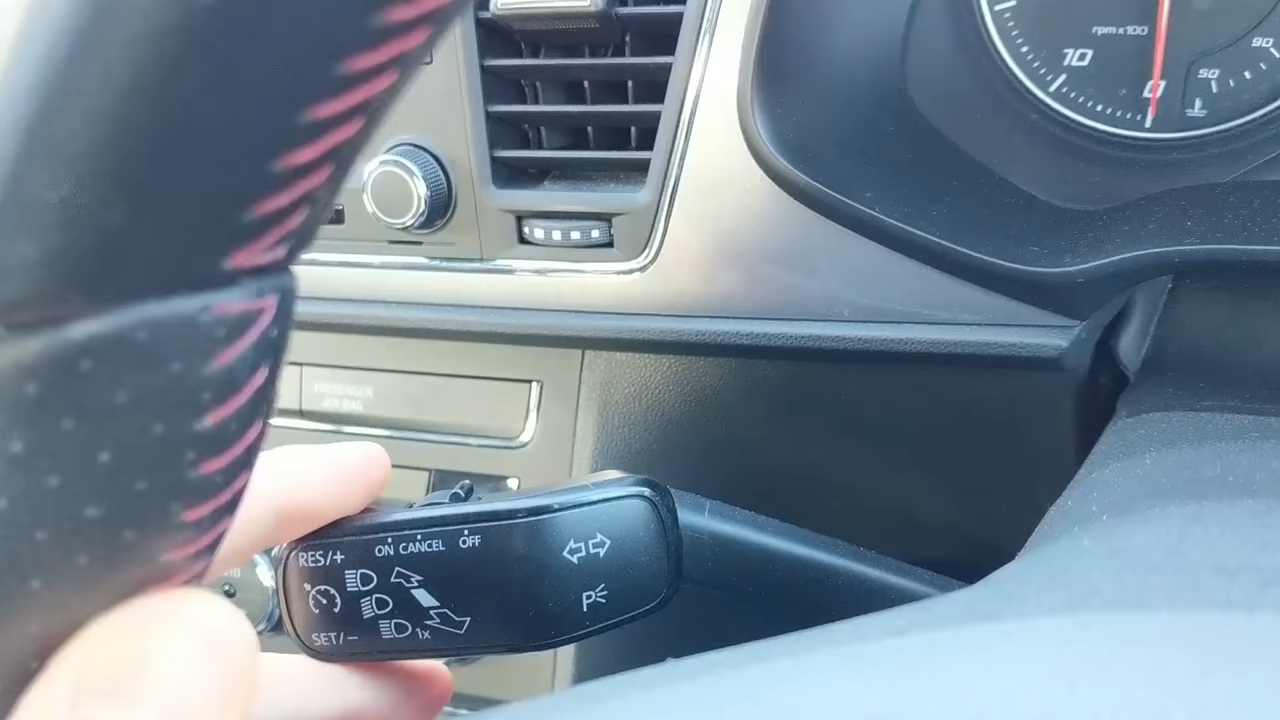 rpm x 100
10
0
50
90
PASSENGER
AIR BAG
ON CANCEL OFF
RES/+
SET/-
1x
P